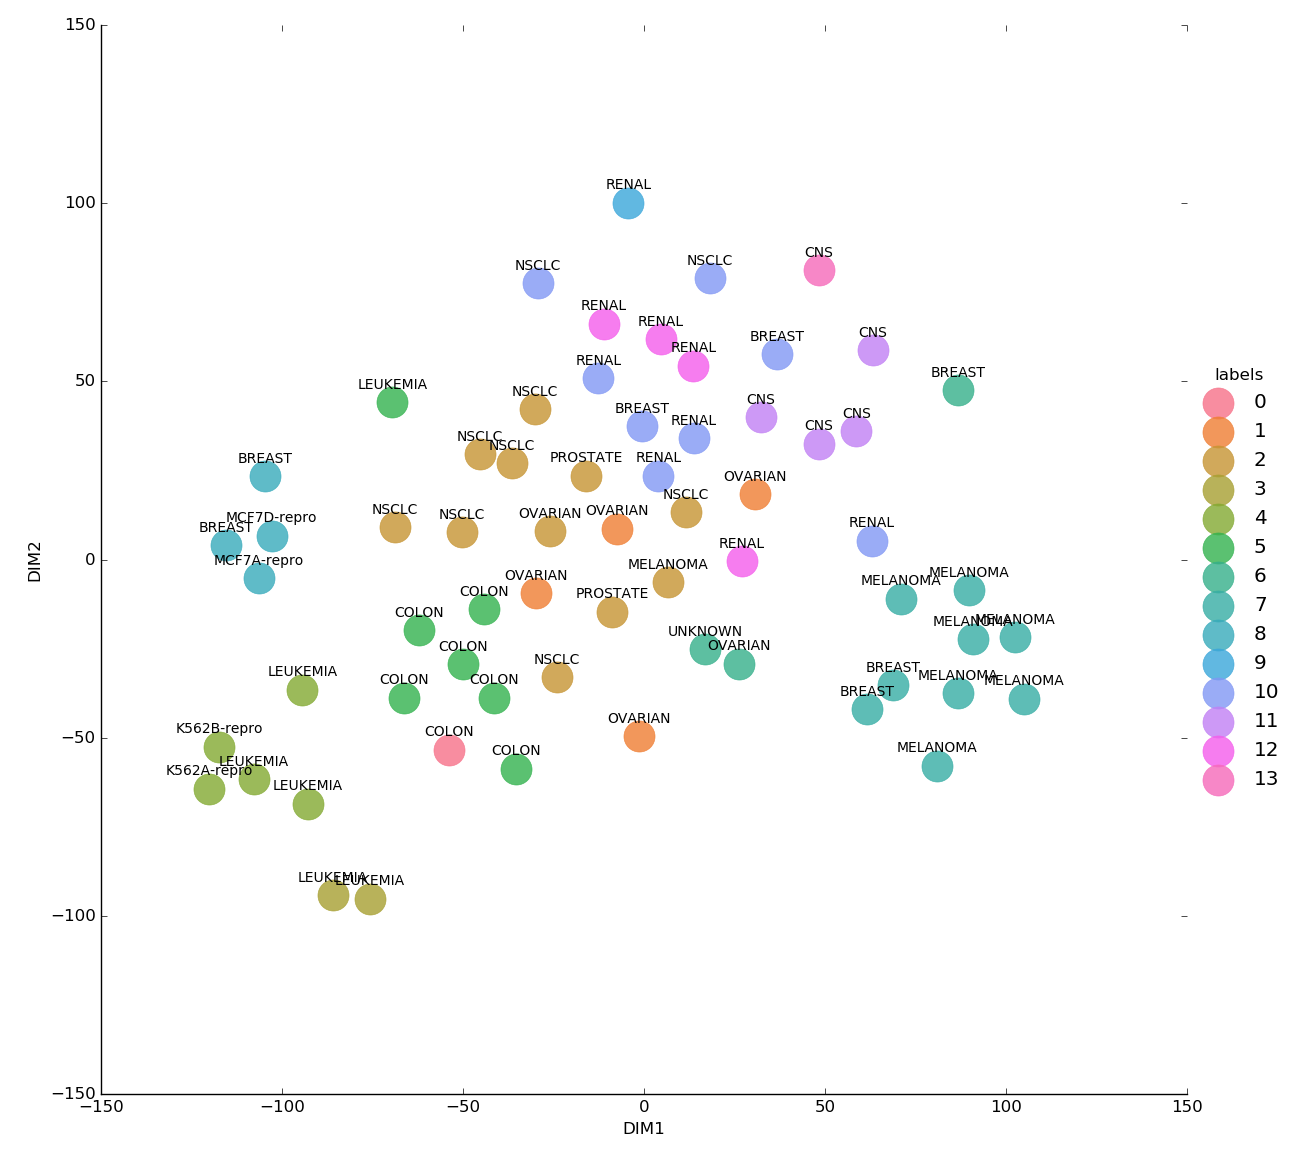 150
RENAL
100
NSCLC
NSCLC
CNS
RENAL
RENAL
RENAL
BREAST
CNS
RENAL
BREAST
50
LEUKEMIA
NSCLC
BREAST
RENAL
CNS
CNS
CNS
NSCLC
NSCLC
PROSTATE
RENAL
BREAST
OVARIAN
NSCLC
NSCLC
NSCLC
OVARIAN
OVARIAN
MCF7D-repro
BREAST
RENAL
MCF7A-repro
0
RENAL
OVARIAN
MELANOMA
MELANOMA
MELANOMA
COLON
PROSTATE
COLON
UNKNOWN
MELANOMA
MELANOMA
COLON
OVARIAN
LEUKEMIA
COLON
COLON
NSCLC
BREAST
BREAST
MELANOMA
MELANOMA
K562B-repro
−50
COLON
OVARIAN
LEUKEMIA
K562A-repro
LEUKEMIA
COLON
MELANOMA
LEUKEMIA
LEUKEMIA
−100
−150
−150
−100
−50
0
50
100
150
DIM1
DIM2
labels
0
1
2
3
4
5
6
7
8
9
10
11
12
13